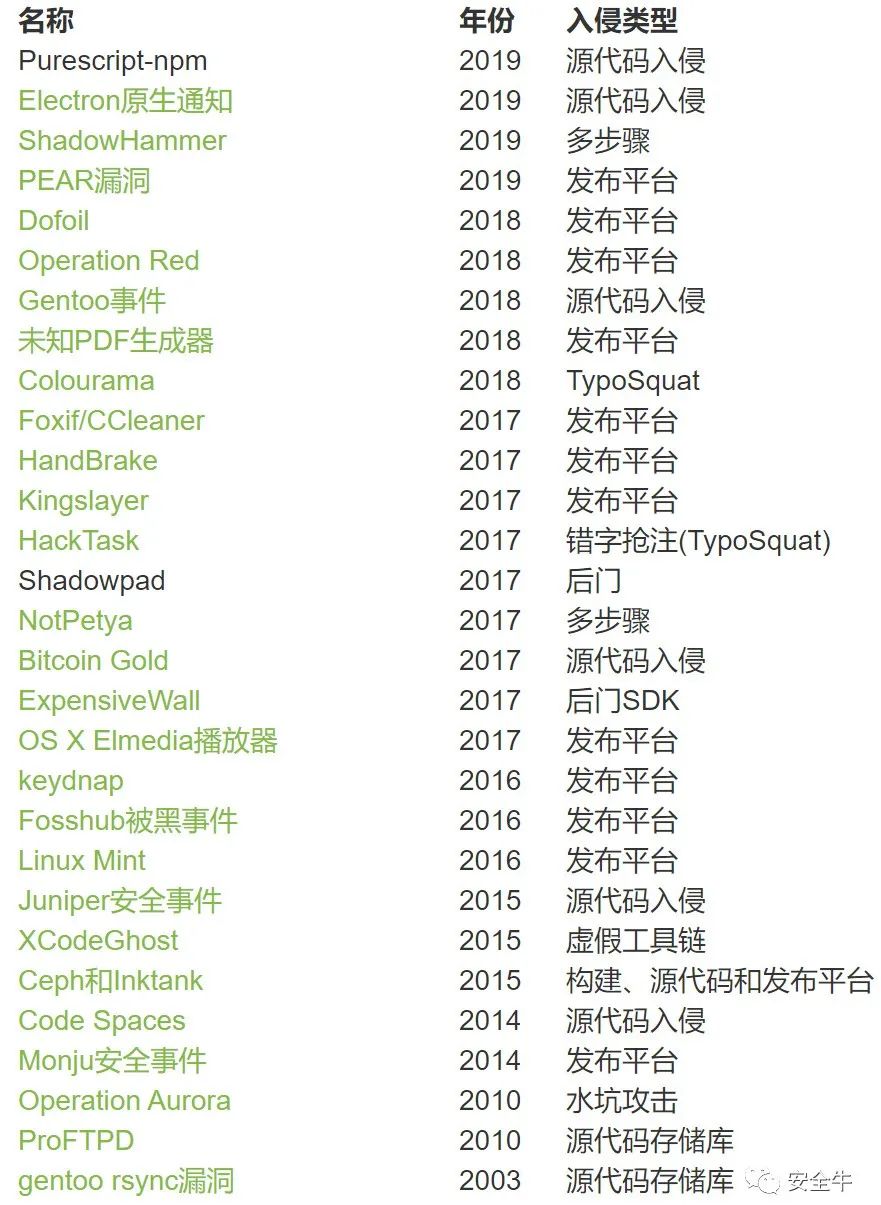 名称 年份 入侵类型
Purescript-npm 2019 源代码入侵
Electron原生通知 2019 源代码入侵
ShadowHammer 2019 多步骤
PEAR漏洞 2019 发布平台
Dofoil 2018 发布平台
Operation Red 2018 发布平台
Gentoo事件 2018 源代码入侵
未知PDF生成器 2018 发布平台
Colourama 2018 TypoSquat
Foxif/CCleaner 2017 发布平台
HandBrake 2017 发布平台
Kingslayer 2017 发布平台
HackTask 2017 错字抢注(TypoSquat)
Shadowpad 2017 后门
NotPetya 2017 多步骤
Bitcoin Gold 2017 源代码入侵
ExpensiveWall 2017 后门SDK
OS X Elmedia播放器 2017 发布平台
keydnap 2016 发布平台
Fosshub被黑事件 2016 发布平台
Linux Mint 2016 发布平台
Juniper安全事件 2015 源代码入侵
XCodeGhost 2015 虚假工具链
Ceph和Inktank 2015 构建、源代码和发布平台
Code Spaces 2014 源代码入侵
Monju安全事件 2014 发布平台
Operation Aurora 2010 水坑攻击
ProFTPD 2010 源代码存储库
gentoo rsync漏洞 2003 源代码存储库 安全牛